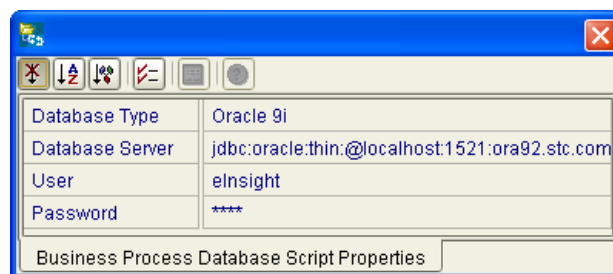 Database Type Oracle 9i
Database Server jdbc:oracle:thin:@localhost:1521:ora92.stc.com
User eInsight
Password ****
Business Process Database Script Properties